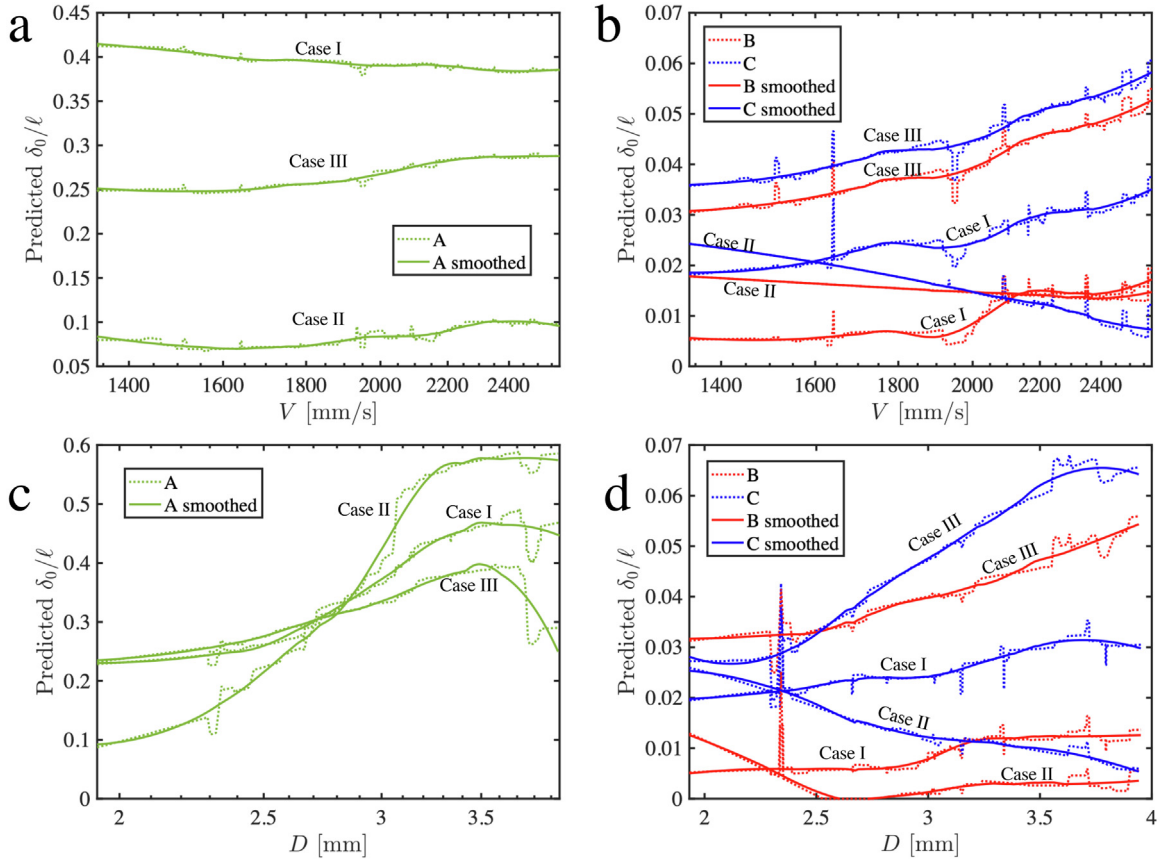 a
0.45
0.4
0.35
0.3
0.25
0.2
0.15
0.1
0.05
Predicted δ₀/ℓ
Case I
Case III
Case II
A
A smoothed
1400 1600 1800 2000 2200 2400
V [mm/s]
b
0.07
0.06
0.05
0.04
0.03
0.02
0.01
0
Predicted δ₀/ℓ
B
C
B smoothed
C smoothed
Case III
Case III
Case I
Case II
Case II
Case I
1400 1600 1800 2000 2200 2400
V [mm/s]
c
0.6
0.5
0.4
0.3
0.2
0.1
0
Predicted δ₀/ℓ
A
A smoothed
Case II
Case I
Case III
2 2.5 3 3.5
D [mm]
d
0.07
0.06
0.05
0.04
0.03
0.02
0.01
0
Predicted δ₀/ℓ
B
C
B smoothed
C smoothed
Case III
Case III
Case I
Case II
Case I
Case II
2 2.5 3 3.5 4
D [mm]